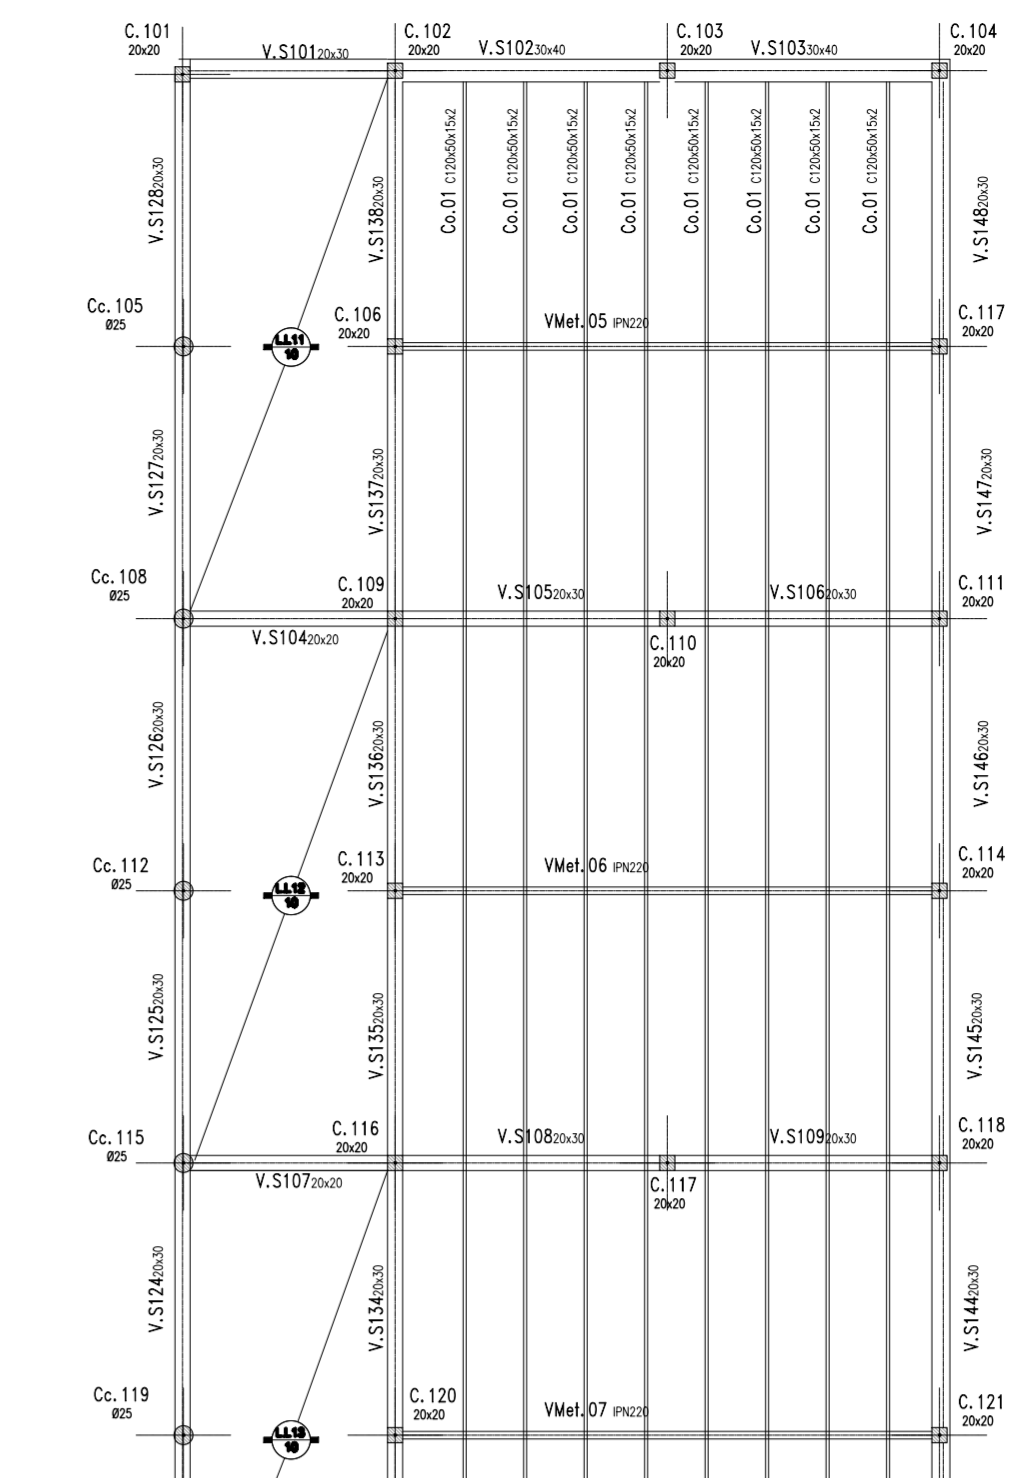 C.101
20x20
V.S101 20x30
C.102
20x20
V.S102 30x40
C.103
20x20
V.S103 30x40
C.104
20x20
V.S128 20x30
V.S138 20x30
Co.01 C120x50x15x2
Co.01 C120x50x15x2
Co.01 C120x50x15x2
Co.01 C120x50x15x2
Co.01 C120x50x15x2
Co.01 C120x50x15x2
Co.01 C120x50x15x2
Co.01 C120x50x15x2
V.S148 20x30
Cc.105
Ø25
LL11
10
C.106
20x20
VMet.05 IPN220
C.117
20x20
V.S127 20x30
V.S137 20x30
V.S147 20x30
Cc.108
Ø25
V.S104 20x20
C.109
20x20
V.S105 20x30
C.110
20x20
V.S106 20x30
C.111
20x20
V.S126 20x30
V.S136 20x30
V.S146 20x30
Cc.112
Ø25
LL12
10
C.113
20x20
VMet.06 IPN220
C.114
20x20
V.S125 20x30
V.S135 20x30
V.S145 20x30
Cc.115
Ø25
V.S107 20x20
C.116
20x20
V.S108 20x30
C.117
20x20
V.S109 20x30
C.118
20x20
V.S124 20x30
V.S134 20x30
V.S144 20x30
Cc.119
Ø25
LL13
10
C.120
20x20
VMet.07 IPN220
C.121
20x20